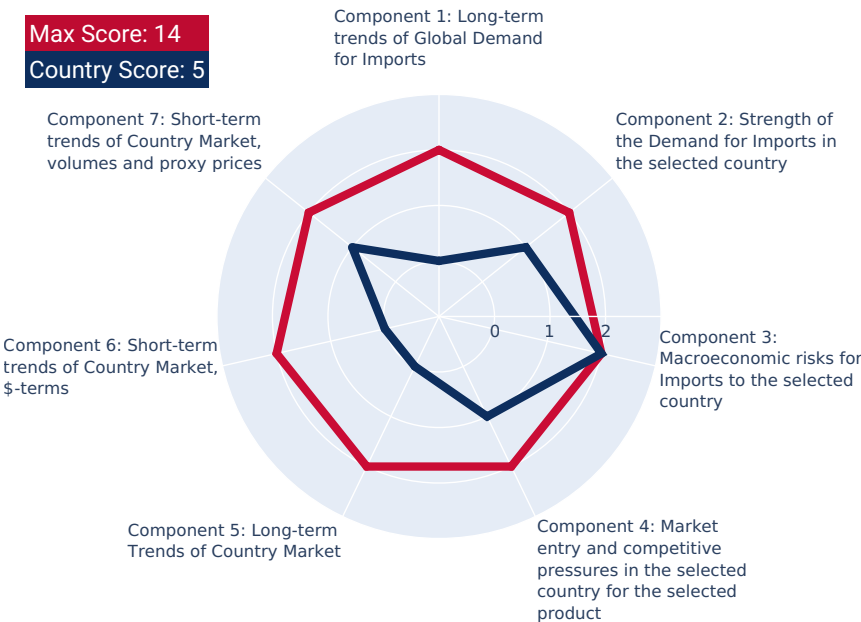 Max Score: 14
Country Score: 5
Component 1: Long-term
trends of Global Demand
for Imports
Component 2: Strength of
the Demand for Imports in
the selected country
Component 7: Short-term
trends of Country Market,
volumes and proxy prices
0 1 2
Component 3:
Macroeconomic risks for
Imports to the selected
country
Component 6: Short-term
trends of Country Market,
$-terms
Component 4: Market
entry and competitive
pressures in the selected
country for the selected
product
Component 5: Long-term
Trends of Country Market